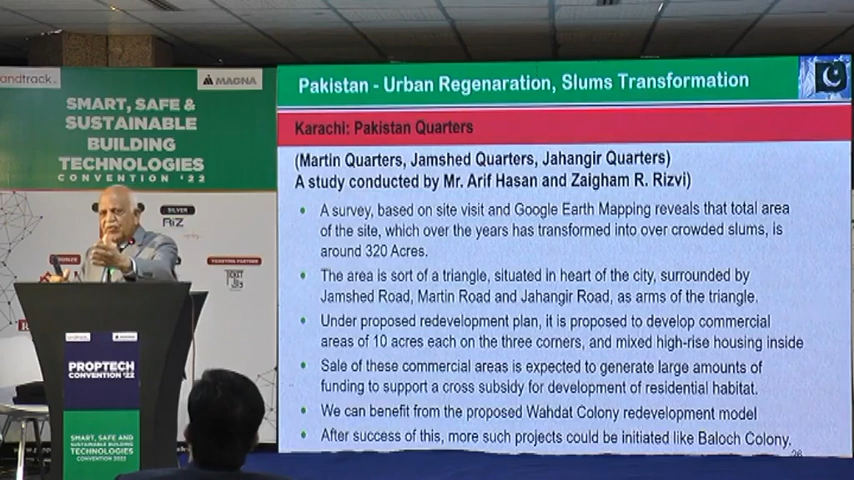 andtrack.
MAGNA
SMART, SAFE &
SUSTAINABLE
BUILDING
TECHNOLOGIES
CONVENTION '22
SILVER
RIZ
TICKETING PARTNER
TICKET
PROPTECH
CONVENTION '22
SMART, SAFE AND
SUSTAINABLE BUILDING
TECHNOLOGIES
CONVENTION 2022
Pakistan - Urban Regenaration, Slums Transformation
Karachi: Pakistan Quarters
(Martin Quarters, Jamshed Quarters, Jahangir Quarters)
A study conducted by Mr. Arif Hasan and Zaigham R. Rizvi)
• A survey, based on site visit and Google Earth Mapping reveals that total area
of the site, which over the years has transformed into over crowded slums, is
around 320 Acres.
• The area is sort of a triangle, situated in heart of the city, surrounded by
Jamshed Road, Martin Road and Jahangir Road, as arms of the triangle.
• Under proposed redevelopment plan, it is proposed to develop commercial
areas of 10 acres each on the three corners, and mixed high-rise housing inside
• Sale of these commercial areas is expected to generate large amounts of
funding to support a cross subsidy for development of residential habitat.
• We can benefit from the proposed Wahdat Colony redevelopment model
• After success of this, more such projects could be initiated like Baloch Colony.
26